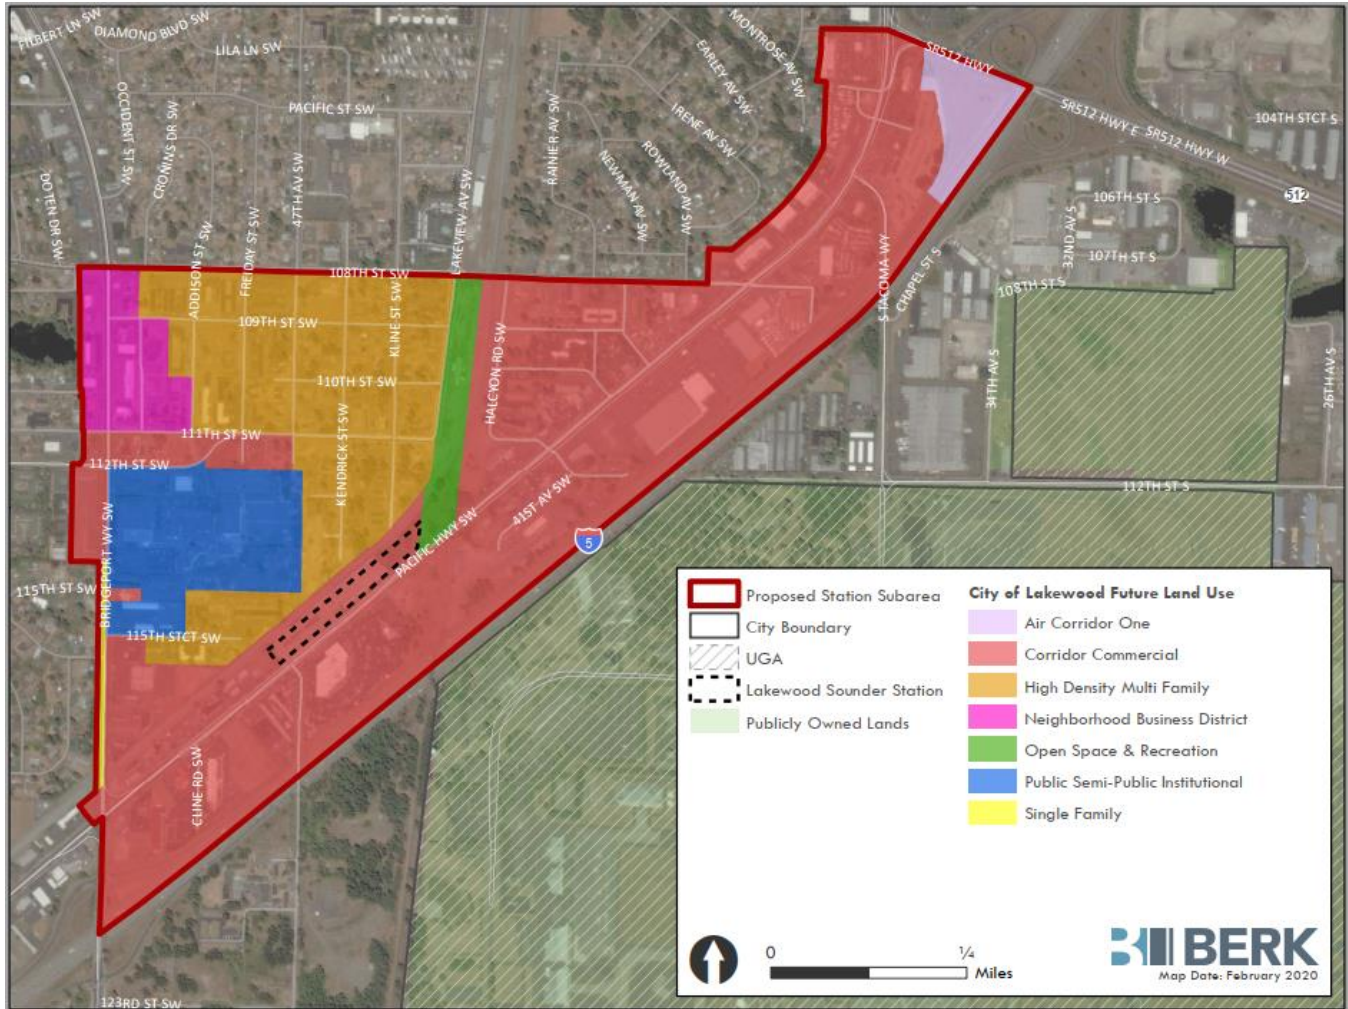 FILBERT LN SW
DIAMOND BLVD SW
LILA LN SW
MONTROSE AV SW
EARLEY AV SW
SR512 HWY
OCCIDENT ST SW
CRONINS DR SW
PACIFIC ST SW
RAINIER AV SW
IRENE AV SW
SR512 HWY E
SR512 HWY W
104TH STCT S
DOTEN DR SW
47TH AV SW
LAKEVIEW AV SW
NEWMAN AV SW
ROWLAND AV SW
106TH ST S
512
ADDISON ST SW
FREIDAY ST SW
32ND AV S
107TH ST S
108TH ST SW
S TACOMA WY
CHAPEL ST S
108TH ST S
109TH ST SW
KLINE ST SW
HALCYON RD SW
34TH AV S
26TH AV S
110TH ST SW
111TH ST SW
KENDRICK ST SW
112TH ST SW
41ST AV SW
112TH ST S
BRIDGEPORT WY SW
PACIFIC HWY SW
5
115TH ST SW
115TH STCT SW
CLINE RD SW
123RD ST SW
Proposed Station Subarea
City Boundary
UGA
Lakewood Sounder Station
Publicly Owned Lands
City of Lakewood Future Land Use
Air Corridor One
Corridor Commercial
High Density Multi Family
Neighborhood Business District
Open Space & Recreation
Public Semi-Public Institutional
Single Family
0 ¼
Miles
BERK
Map Date: February 2020